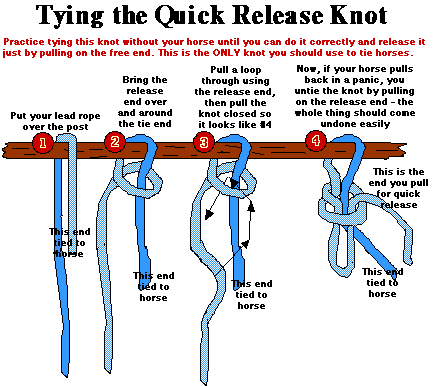 Tying the Quick Release Knot
Practice tying this knot without your horse until you can do it correctly and release it
just by pulling on the free end. This is the ONLY knot you should use to tie horses.
Put your lead rope
over the post
Bring the
release
end over
and around
the tie end
Pull a loop
through using
the release end,
then pull the
knot closed so
it looks like #4
Now, if your horse pulls
back in a panic, you
untie the knot by pulling
on the release end - the
whole thing should come
undone easily
1
2
3
4
This is the
end you pull
for quick
release
This end
tied to
horse
This end
tied to
horse
This end
tied to
horse
This end
tied to
horse